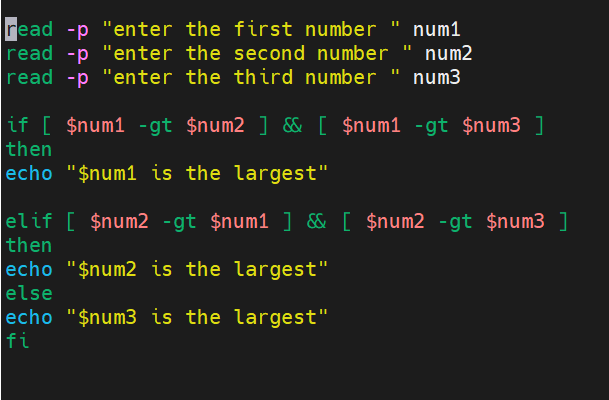 read -p "enter the first number " num1
read -p "enter the second number " num2
read -p "enter the third number " num3
if [ $num1 -gt $num2 ] && [ $num1 -gt $num3 ]
then
echo "$num1 is the largest"
elif [ $num2 -gt $num1 ] && [ $num2 -gt $num3 ]
then
echo "$num2 is the largest"
else
echo "$num3 is the largest"
fi